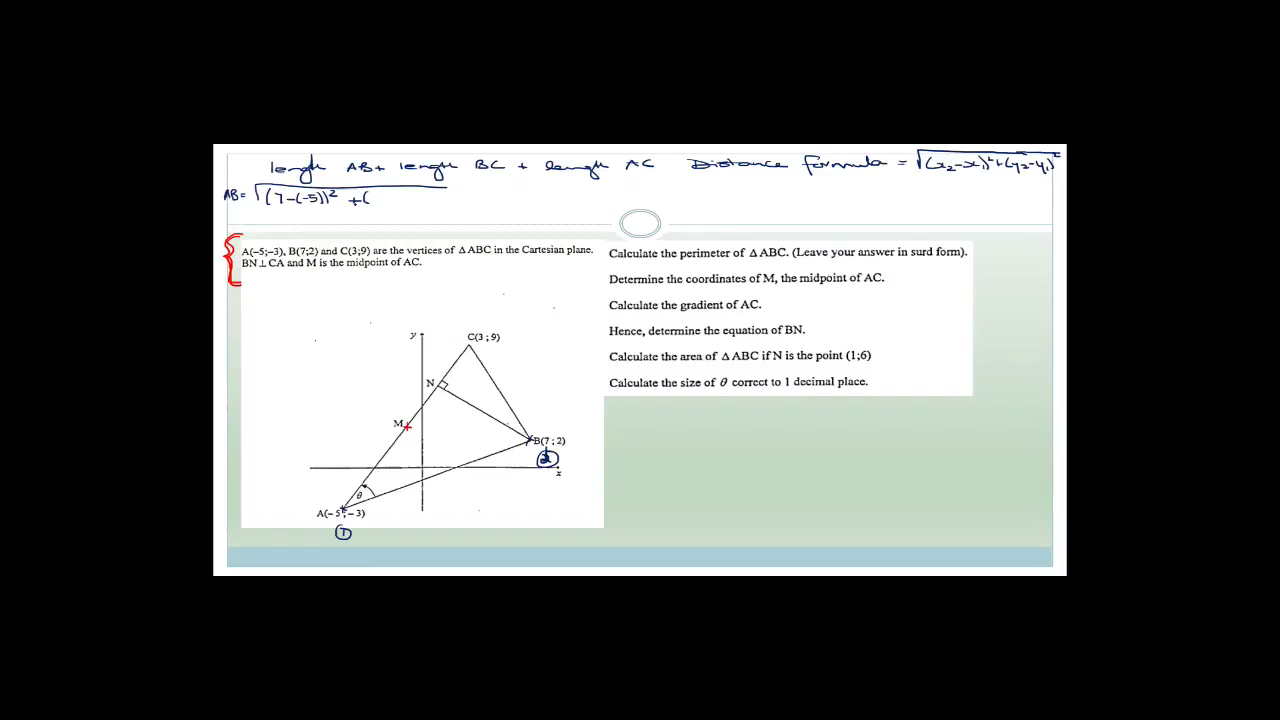 length AB + length BC + length AC Distance formula = √(x₂-x₁)²+(y₂-y₁)²
AB = √(7-(-5))² +(
A(−5;−3), B(7;2) and C(3;9) are the vertices of Δ ABC in the Cartesian plane.
BN ⊥ CA and M is the midpoint of AC.
Calculate the perimeter of Δ ABC. (Leave your answer in surd form).
Determine the coordinates of M, the midpoint of AC.
Calculate the gradient of AC.
Hence, determine the equation of BN.
Calculate the area of Δ ABC if N is the point (1;6)
Calculate the size of θ correct to 1 decimal place.
y
C(3 ; 9)
N
M
B(7 ; 2)
2
x
θ
A(−5 ; −3)
1